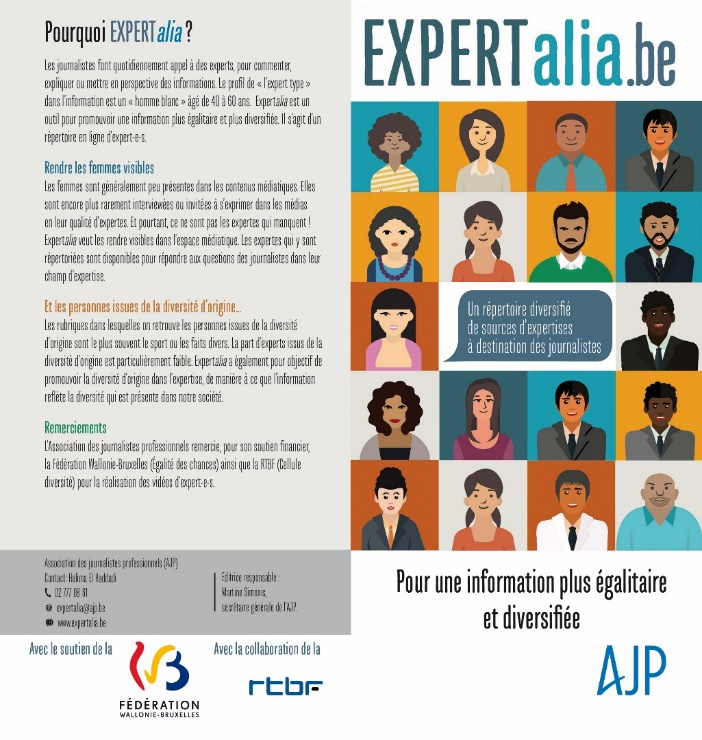 Pourquoi EXPERTalia ?
Les journalistes font quotidiennement appel à des experts, pour commenter,
expliquer ou mettre en perspective des informations. Le profil de « l'expert type »
dans l'information est un « homme blanc » âgé de 40 à 60 ans. Expertalia est un
outil pour promouvoir une information plus égalitaire et plus diversifiée. Il s'agit d'un
répertoire en ligne d'expert-e-s.
Rendre les femmes visibles
Les femmes sont généralement peu présentes dans les contenus médiatiques. Elles
sont encore plus rarement interviewées ou invitées à s'exprimer dans les médias
en leur qualité d'expertes. Et pourtant, ce ne sont pas les expertes qui manquent !
Expertalia veut les rendre visibles dans l'espace médiatique. Les expertes qui y sont
répertoriées sont disponibles pour répondre aux questions des journalistes dans leur
champ d'expertise.
Et les personnes issues de la diversité d'origine...
Les rubriques dans lesquelles on retrouve les personnes issues de la diversité
d'origine sont le plus souvent le sport ou les faits divers. La part d'experts issus de la
diversité d'origine est particulièrement faible. Expertalia a également pour objectif de
promouvoir la diversité d'origine dans l'expertise, de manière à ce que l'information
reflète la diversité qui est présente dans notre société.
Remerciements
L'Association des journalistes professionnels remercie, pour son soutien financier,
la Fédération Wallonie-Bruxelles (Égalité des chances) ainsi que la RTBF (Cellule
diversité) pour la réalisation des vidéos d'expert-e-s.
Association des journalistes professionnels (AJP)
Contact: Halima El Haddadi
02 777 08 61
expertalia@ajp.be
www.expertalia.be
Editrice responsable :
Martine Simonis,
secrétaire générale de l'AJP.
Avec le soutien de la
FÉDÉRATION
WALLONIE-BRUXELLES
Avec la collaboration de la
rtbf
EXPERTalia.be
Un répertoire diversifié
de sources d'expertises
à destination des journalistes
Pour une information plus égalitaire
et diversifiée
AJP